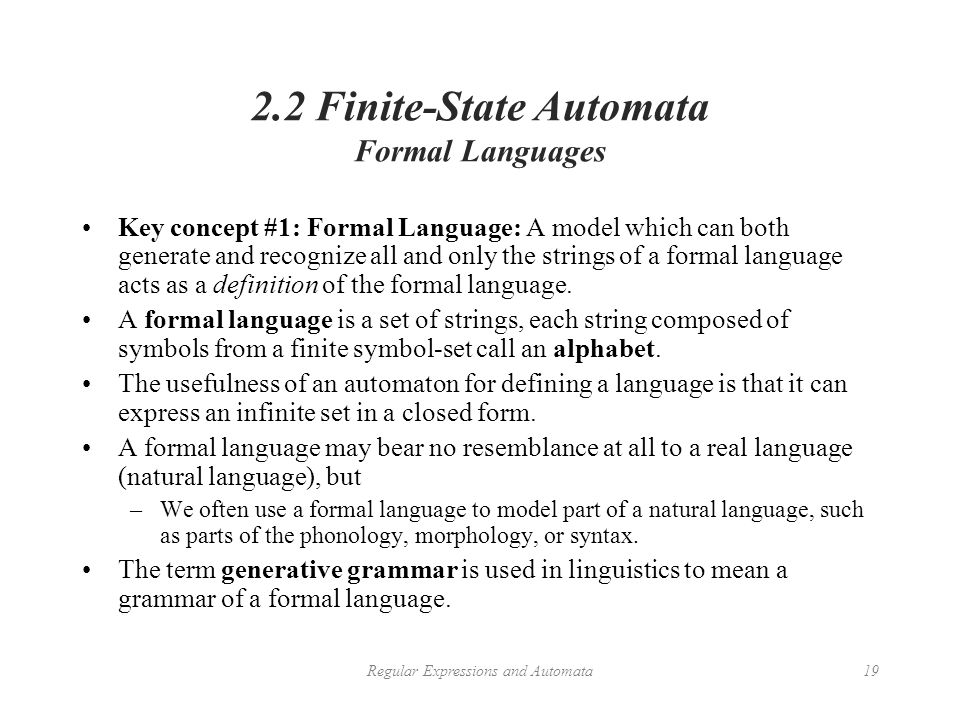 2.2 Finite-State Automata
Formal Languages
• Key concept #1: Formal Language: A model which can both
generate and recognize all and only the strings of a formal language
acts as a definition of the formal language.
• A formal language is a set of strings, each string composed of
symbols from a finite symbol-set call an alphabet.
• The usefulness of an automaton for defining a language is that it can
express an infinite set in a closed form.
• A formal language may bear no resemblance at all to a real language
(natural language), but
– We often use a formal language to model part of a natural language, such
as parts of the phonology, morphology, or syntax.
• The term generative grammar is used in linguistics to mean a
grammar of a formal language.
Regular Expressions and Automata 19